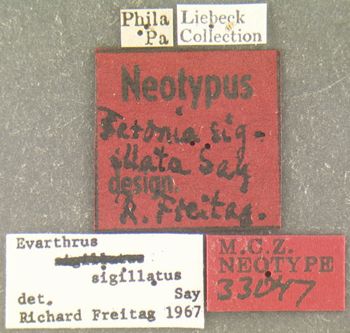 Phila
Pa
Liebeck
Collection
Neotypus
Feronia sig-
illata Say
design.
R. Freitag.
Evarthrus
sigillatus
sigillatus
Say
det.
Richard Freitag 1967
M.C.Z.
NEOTYPE
33047